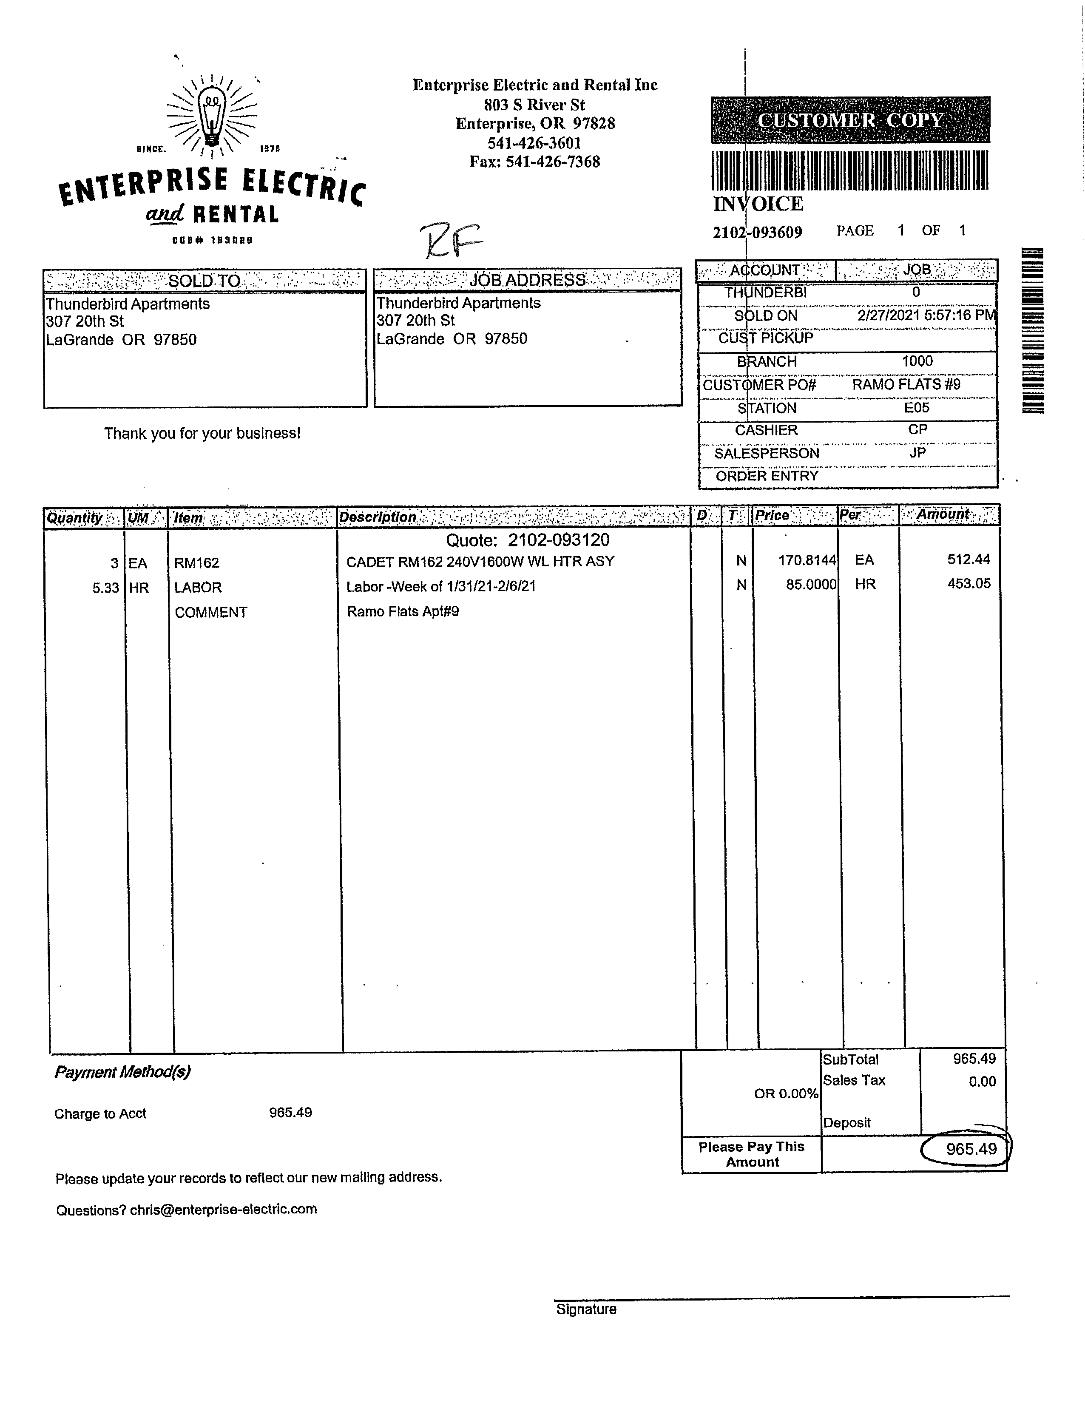 SINCE. 1976
ENTERPRISE ELECTRIC
and RENTAL
Enterprise Electric and Rental Inc
803 S River St
Enterprise, OR 97828
541-426-3601
Fax: 541-426-7368
RF
CUSTOMER COPY
INVOICE
2102-093609 PAGE 1 OF 1
SOLD TO
Thunderbird Apartments
307 20th St
LaGrande OR 97850
JOB ADDRESS
Thunderbird Apartments
307 20th St
LaGrande OR 97850
ACCOUNT JOB
THUNDERBI 0
SOLD ON 2/27/2021 5:57:16 PM
CUST PICKUP
BRANCH 1000
CUSTOMER PO# RAMO FLATS #9
STATION E05
CASHIER CP
SALESPERSON JP
ORDER ENTRY
Thank you for your business!
Quantity UM Item Description D T Price Per Amount
Quote: 2102-093120
3 EA RM162 CADET RM162 240V1600W WL HTR ASY N 170.8144 EA 512.44
5.33 HR LABOR Labor -Week of 1/31/21-2/6/21 N 85.0000 HR 453.05
COMMENT Ramo Flats Apt#9
Payment Method(s)
Charge to Acct 965.49
SubTotal 965.49
OR 0.00% Sales Tax 0.00
Deposit
Please Pay This Amount 965.49
Please update your records to reflect our new mailing address.
Questions? chris@enterprise-electric.com
Signature